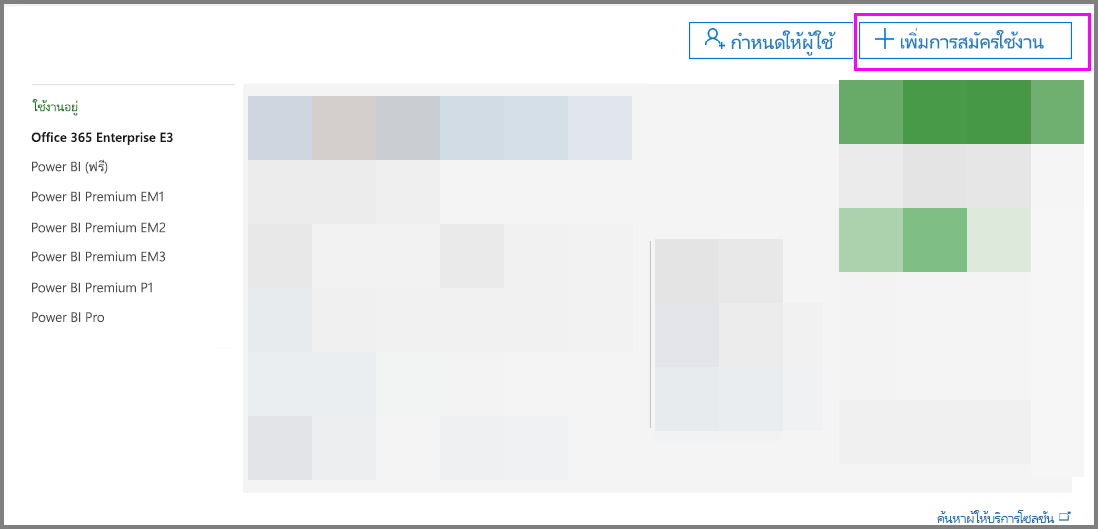 กำหนดให้ผู้ใช้
เพิ่มการสมัครใช้งาน
ใช้งานอยู่
Office 365 Enterprise E3
Power BI (ฟรี)
Power BI Premium EM1
Power BI Premium EM2
Power BI Premium EM3
Power BI Premium P1
Power BI Pro
ค้นหาผู้ให้บริการโซลูชัน